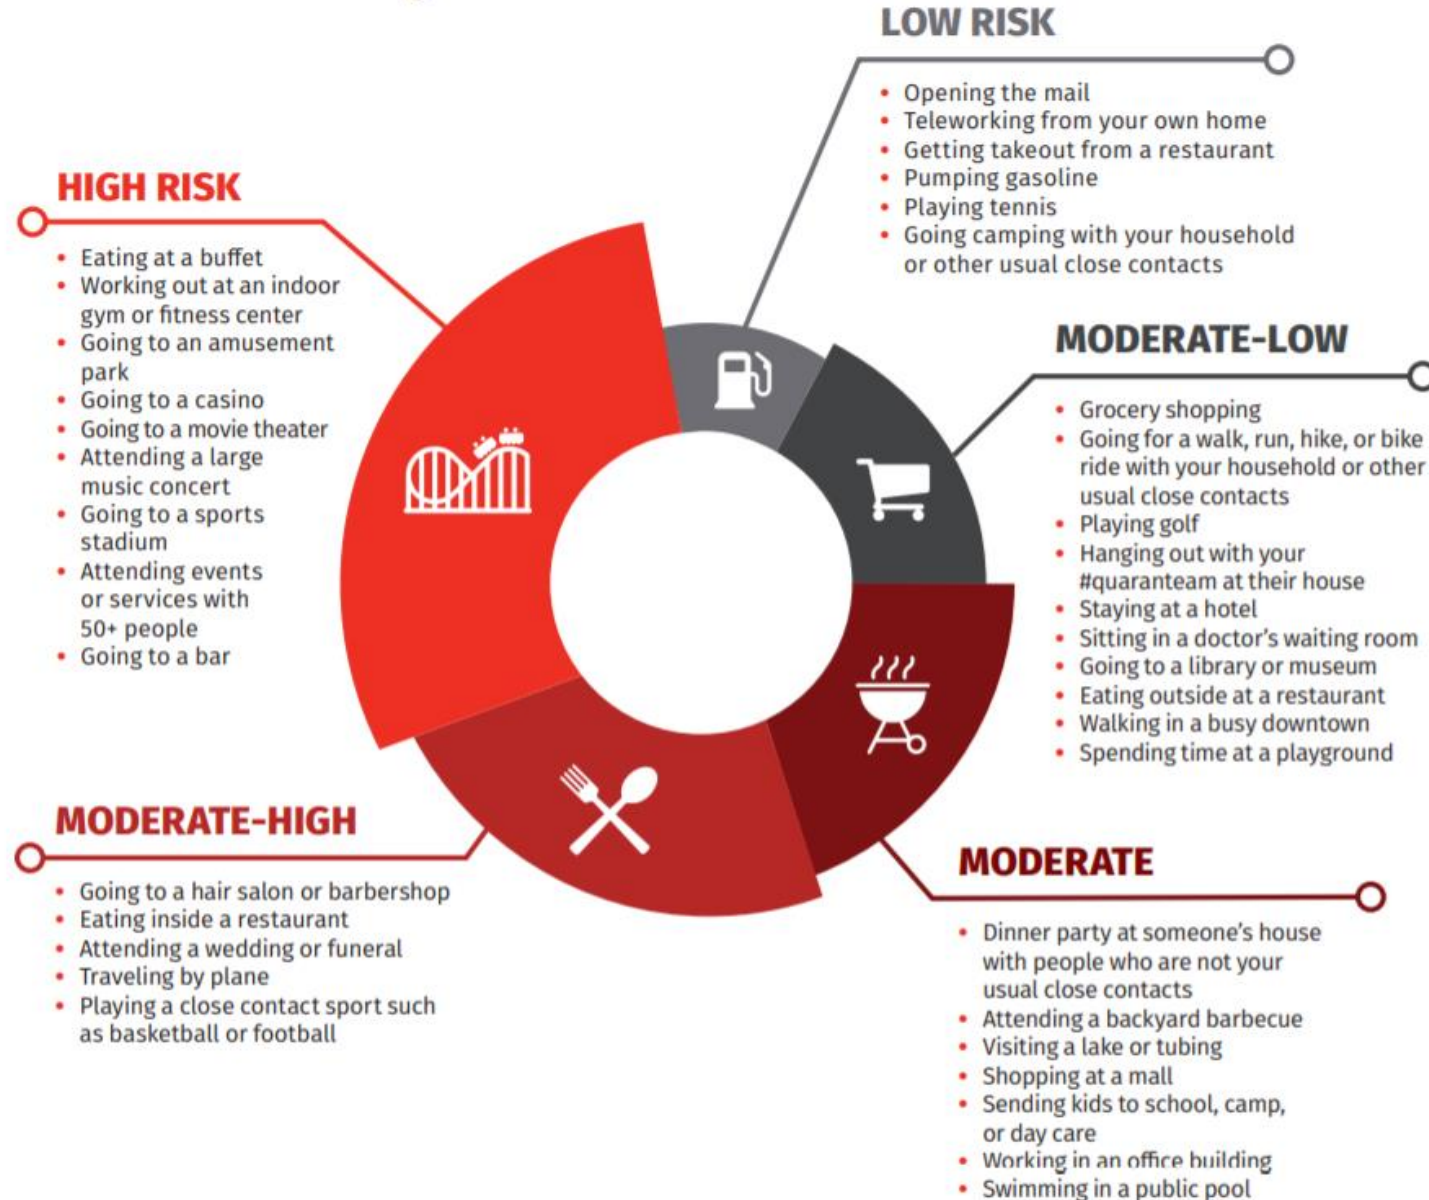 LOW RISK
• Opening the mail
• Teleworking from your own home
• Getting takeout from a restaurant
• Pumping gasoline
• Playing tennis
• Going camping with your household
or other usual close contacts
HIGH RISK
• Eating at a buffet
• Working out at an indoor
gym or fitness center
• Going to an amusement
park
• Going to a casino
• Going to a movie theater
• Attending a large
music concert
• Going to a sports
stadium
• Attending events
or services with
50+ people
• Going to a bar
MODERATE-LOW
• Grocery shopping
• Going for a walk, run, hike, or bike
ride with your household or other
usual close contacts
• Playing golf
• Hanging out with your
#quaranteam at their house
• Staying at a hotel
• Sitting in a doctor's waiting room
• Going to a library or museum
• Eating outside at a restaurant
• Walking in a busy downtown
• Spending time at a playground
MODERATE-HIGH
• Going to a hair salon or barbershop
• Eating inside a restaurant
• Attending a wedding or funeral
• Traveling by plane
• Playing a close contact sport such
as basketball or football
MODERATE
• Dinner party at someone's house
with people who are not your
usual close contacts
• Attending a backyard barbecue
• Visiting a lake or tubing
• Shopping at a mall
• Sending kids to school, camp,
or day care
• Working in an office building
• Swimming in a public pool